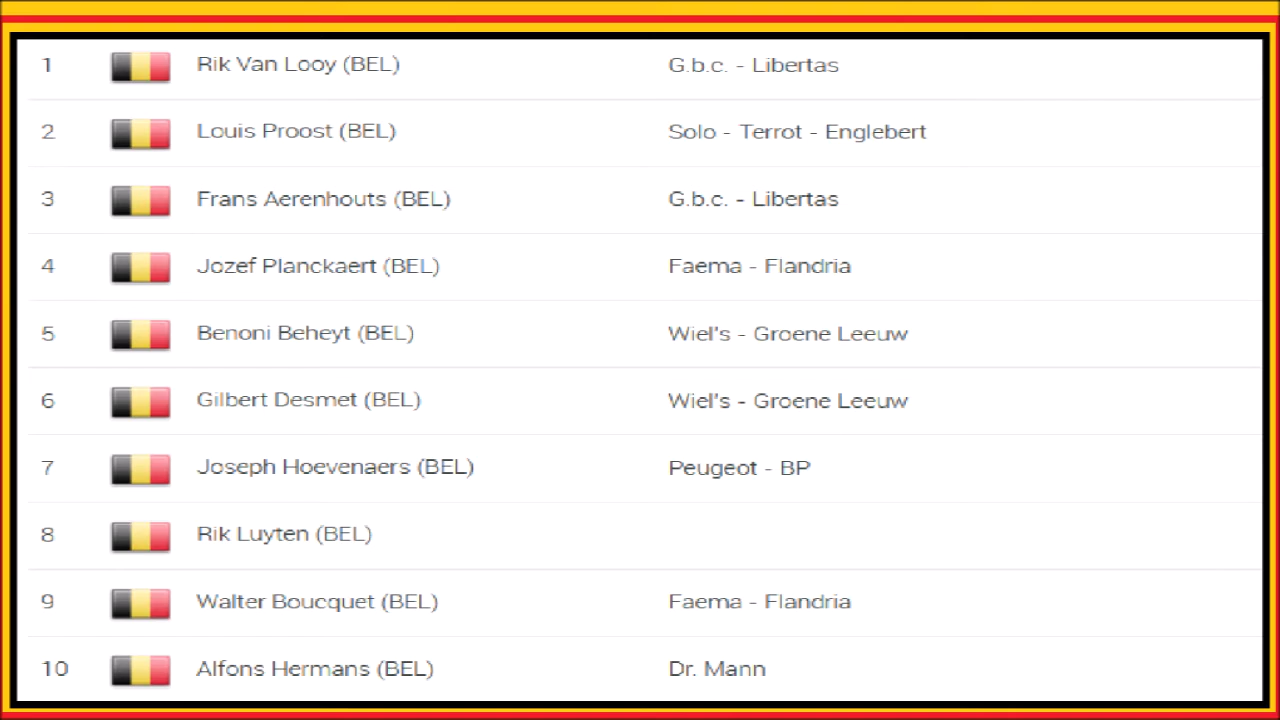 1 Rik Van Looy (BEL) G.b.c. - Libertas
2 Louis Proost (BEL) Solo - Terrot - Englebert
3 Frans Aerenhouts (BEL) G.b.c. - Libertas
4 Jozef Planckaert (BEL) Faema - Flandria
5 Benoni Beheyt (BEL) Wiel's - Groene Leeuw
6 Gilbert Desmet (BEL) Wiel's - Groene Leeuw
7 Joseph Hoevenaers (BEL) Peugeot - BP
8 Rik Luyten (BEL)
9 Walter Boucquet (BEL) Faema - Flandria
10 Alfons Hermans (BEL) Dr. Mann